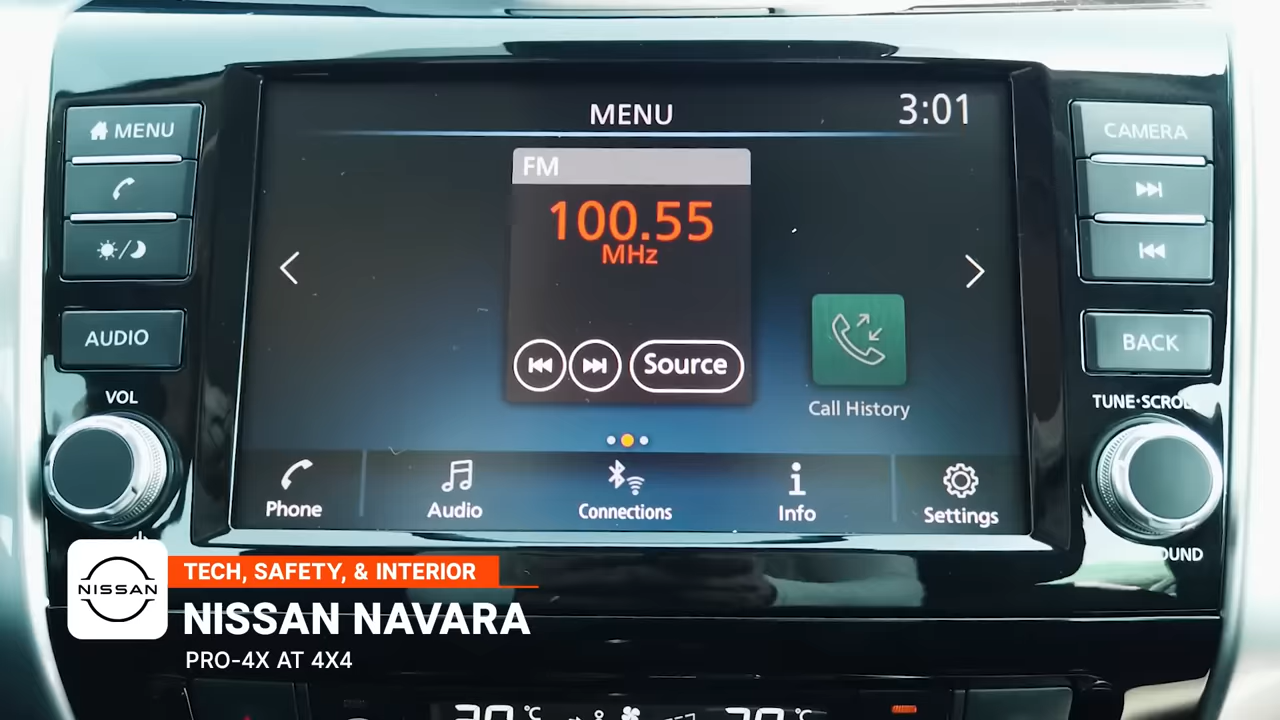 MENU
3:01
MENU
CAMERA
FM
100.55
MHz
AUDIO
BACK
Source
VOL
TUNE·SCROL
Call History
Phone
Audio
Connections
Info
Settings
OUND
TECH, SAFETY, & INTERIOR
NISSAN
NISSAN NAVARA
PRO-4X AT 4X4
°C
°C